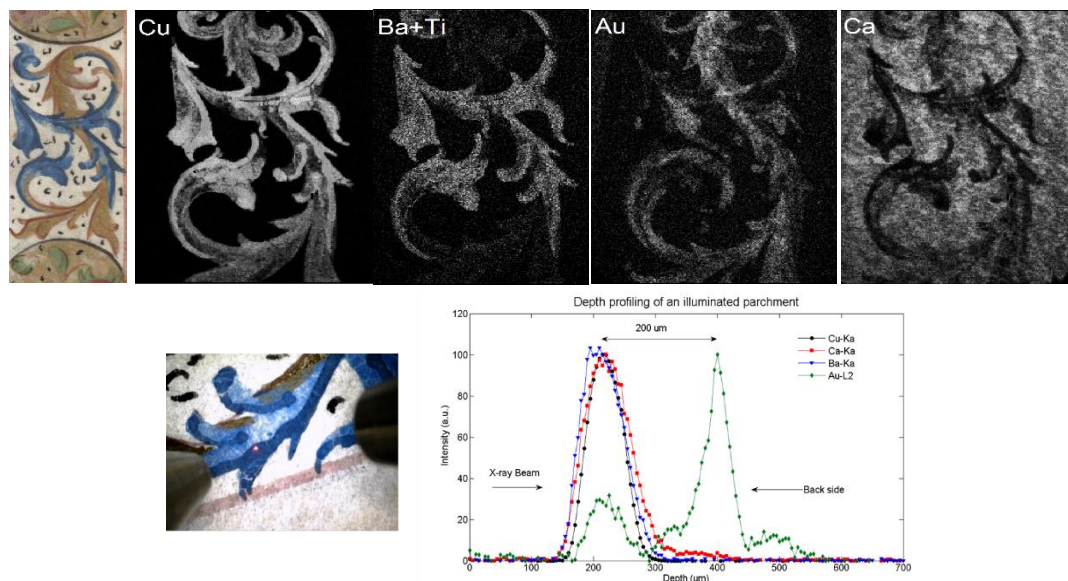 Cu
Ba+Ti
Au
Ca
Depth profiling of an illuminated parchment
120
200 um
Cu-Ka
Ca-Ka
Ba-Ka
Au-L2
100
80
60
40
20
0
Intensity (a.u.)
X-ray Beam
Back side
0 100 200 300 400 500 600 700
Depth (um)